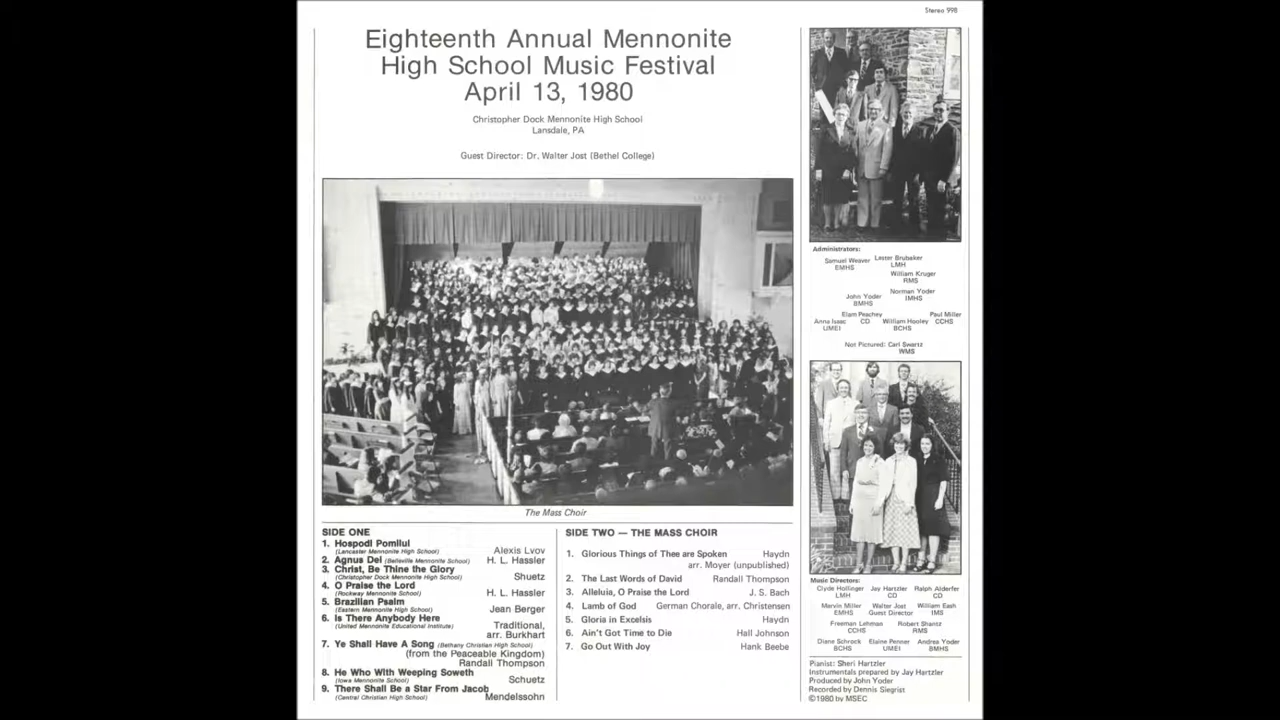 Stereo 998
Eighteenth Annual Mennonite
High School Music Festival
April 13, 1980
Christopher Dock Mennonite High School
Lansdale, PA
Guest Director: Dr. Walter Jost (Bethel College)
The Mass Choir
SIDE ONE
1. Hospodi Pomilui
(Lancaster Mennonite High School) Alexis Lvov
2. Agnus Dei (Belleville Mennonite School) H. L. Hassler
3. Christ, Be Thine the Glory
(Christopher Dock Mennonite High School) Shuetz
4. O Praise the Lord
(Rockway Mennonite School) H. L. Hassler
5. Brazilian Psalm
(Eastern Mennonite High School) Jean Berger
6. Is There Anybody Here
(United Mennonite Educational Institute) Traditional,
arr. Burkhart
7. Ye Shall Have A Song (Bethany Christian High School)
(from the Peaceable Kingdom)
Randall Thompson
8. He Who With Weeping Soweth
(Iowa Mennonite School) Schuetz
9. There Shall Be a Star From Jacob
(Central Christian High School) Mendelssohn
SIDE TWO — THE MASS CHOIR
1. Glorious Things of Thee are Spoken Haydn
arr. Moyer (unpublished)
2. The Last Words of David Randall Thompson
3. Alleluia, O Praise the Lord J. S. Bach
4. Lamb of God German Chorale, arr. Christensen
5. Gloria in Excelsis Haydn
6. Ain't Got Time to Die Hall Johnson
7. Go Out With Joy Hank Beebe
Administrators:
Samuel Weaver
EMHS
Lester Brubaker
LMH
William Kruger
RMS
Norman Yoder
IMHS
John Yoder
BMHS
Elam Peachey
CD
Paul Miller
CCHS
Anna Isaac
UMEI
William Hooley
BCHS
Not Pictured: Carl Swartz
WMS
Music Directors:
Clyde Hollinger Jay Hartzler Ralph Alderfer
LMH CD CD
Marvin Miller Walter Jost William Eash
EMHS Guest Director IMS
Freeman Lehman Robert Shantz
CCHS RMS
Diane Schrock Elaine Penner Andrea Yoder
BCHS UMEI BMHS
Pianist: Sheri Hartzler
Instrumentals prepared by Jay Hartzler
Produced by John Yoder
Recorded by Dennis Siegrist
©1980 by MSEC